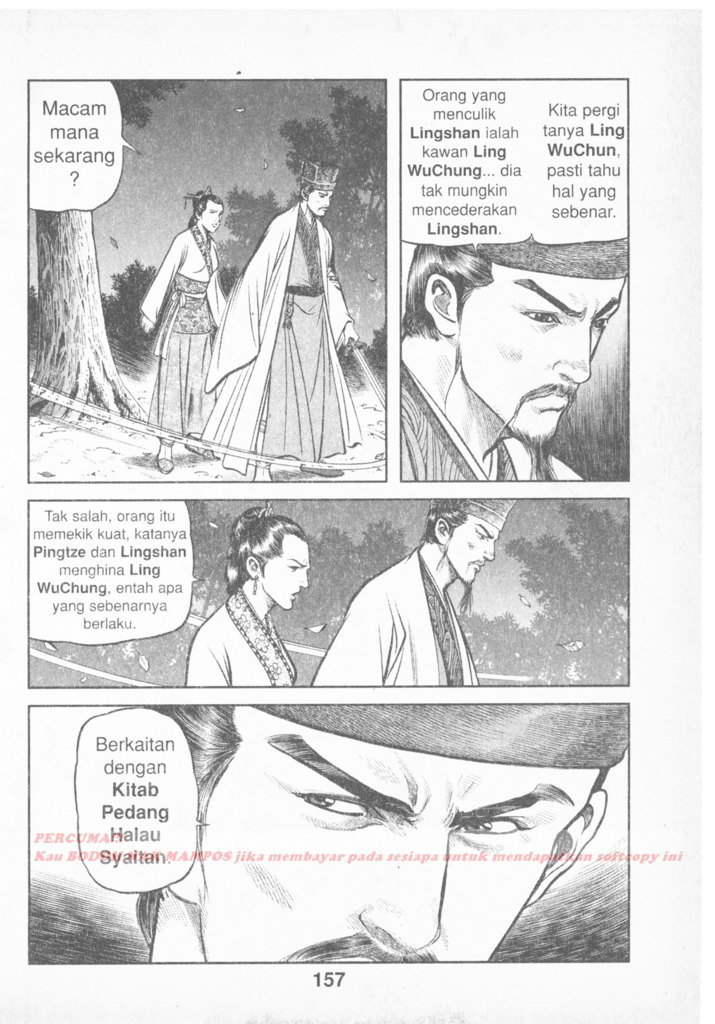 Macam
mana
sekarang
?
Orang yang
menculik
Lingshan ialah
kawan Ling
WuChung... dia
tak mungkin
mencederakan
Lingshan.
Kita pergi
tanya Ling
WuChun,
pasti tahu
hal yang
sebenar.
Tak salah, orang itu
memekik kuat, katanya
Pingtze dan Lingshan
menghina Ling
WuChung, entah apa
yang sebenarnya
berlaku.
Berkaitan
dengan
Kitab
Pedang
Halau
Syaitan.
PERCUMA
Kau MAMPOS jika membayar pada sesiapa untuk mendapatkan softcopy ini
157